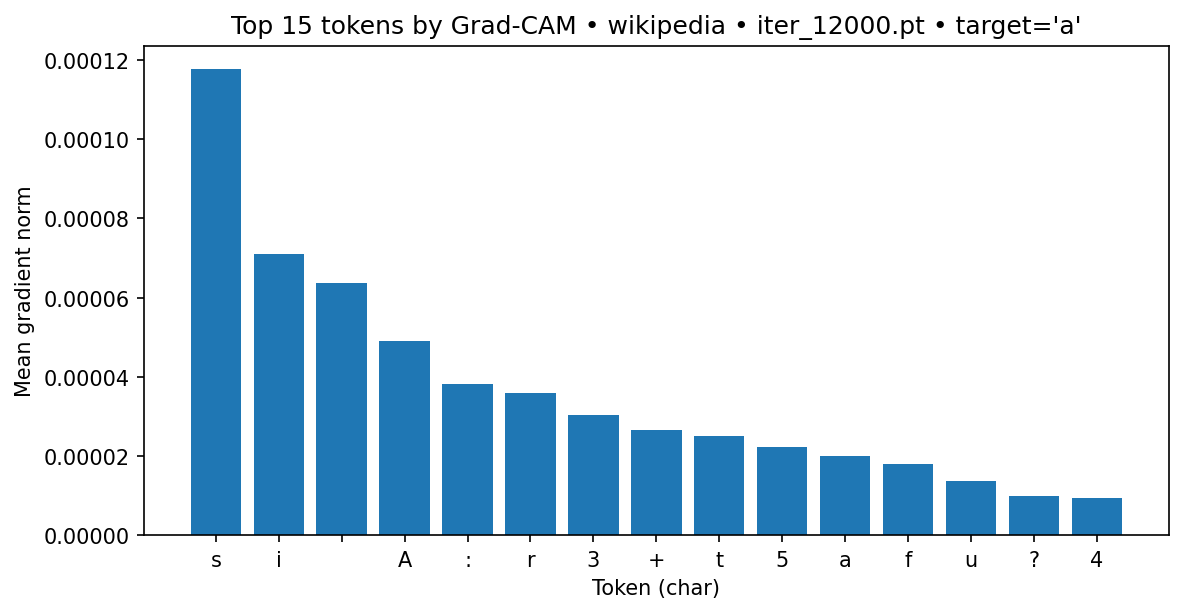 Top 15 tokens by Grad-CAM • wikipedia • iter_12000.pt • target='a'
0.00012
0.00010
0.00008
0.00006
0.00004
0.00002
0.00000
Mean gradient norm
s i A : r 3 + t 5 a f u ? 4
Token (char)